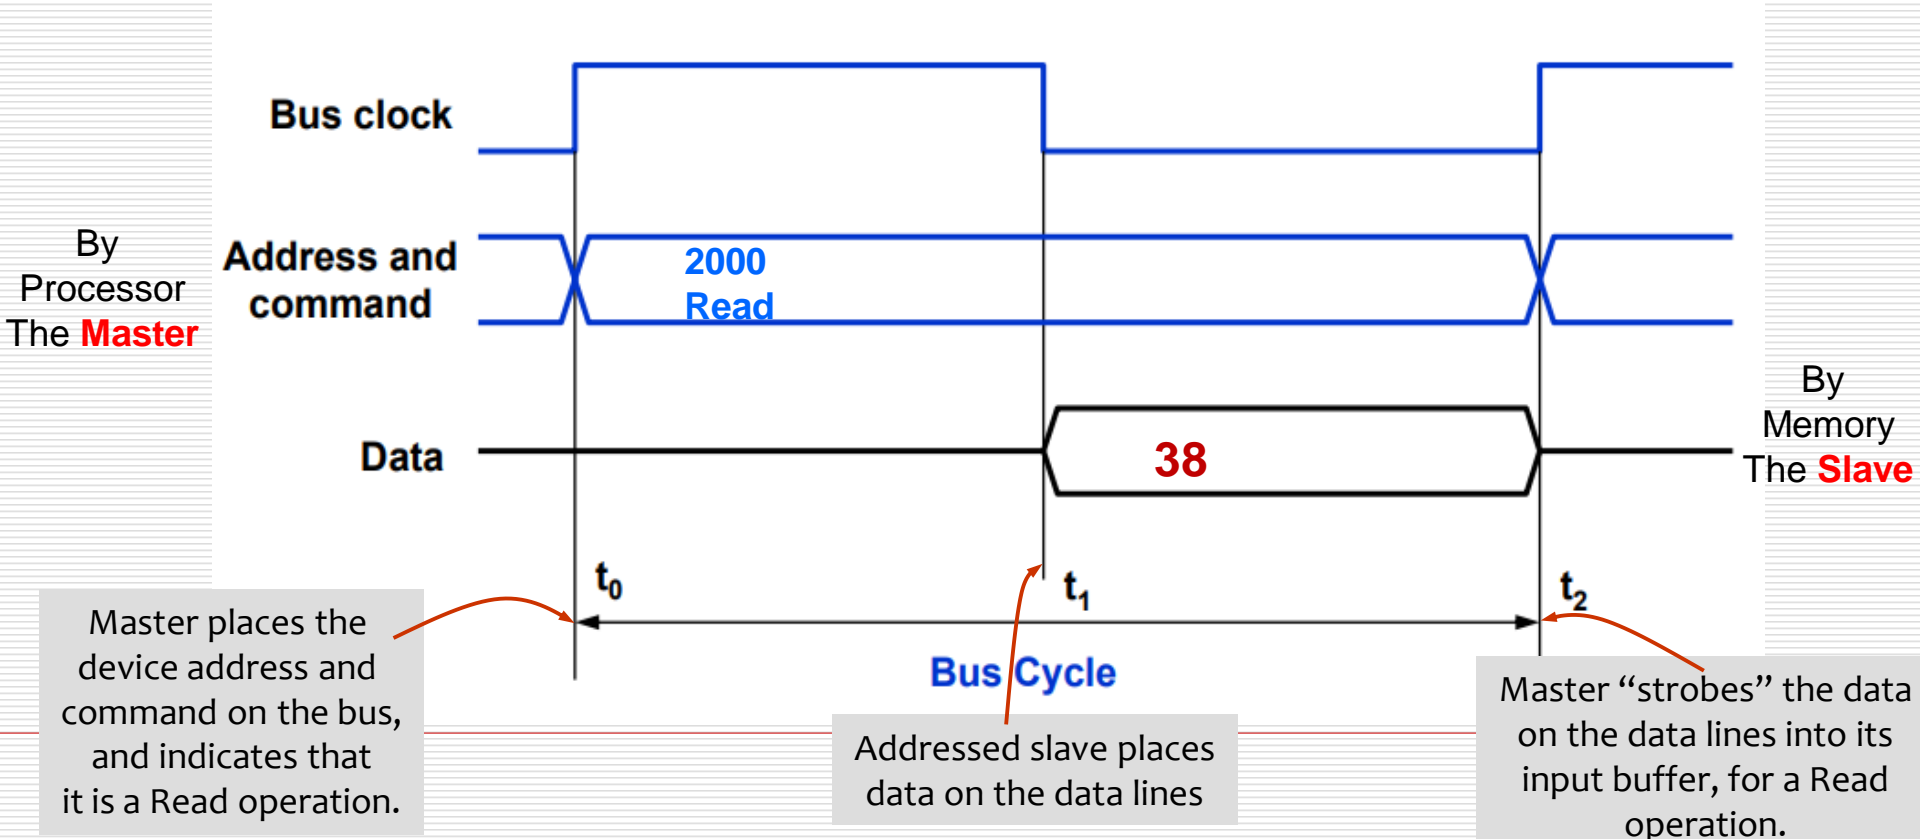 Bus clock
By
Processor
The Master
Address and
command
2000
Read
By
Memory
The Slave
Data
38
t0
t1
t2
Bus Cycle
Master places the
device address and
command on the bus,
and indicates that
it is a Read operation.
Addressed slave places
data on the data lines
Master “strobes” the data
on the data lines into its
input buffer, for a Read
operation.